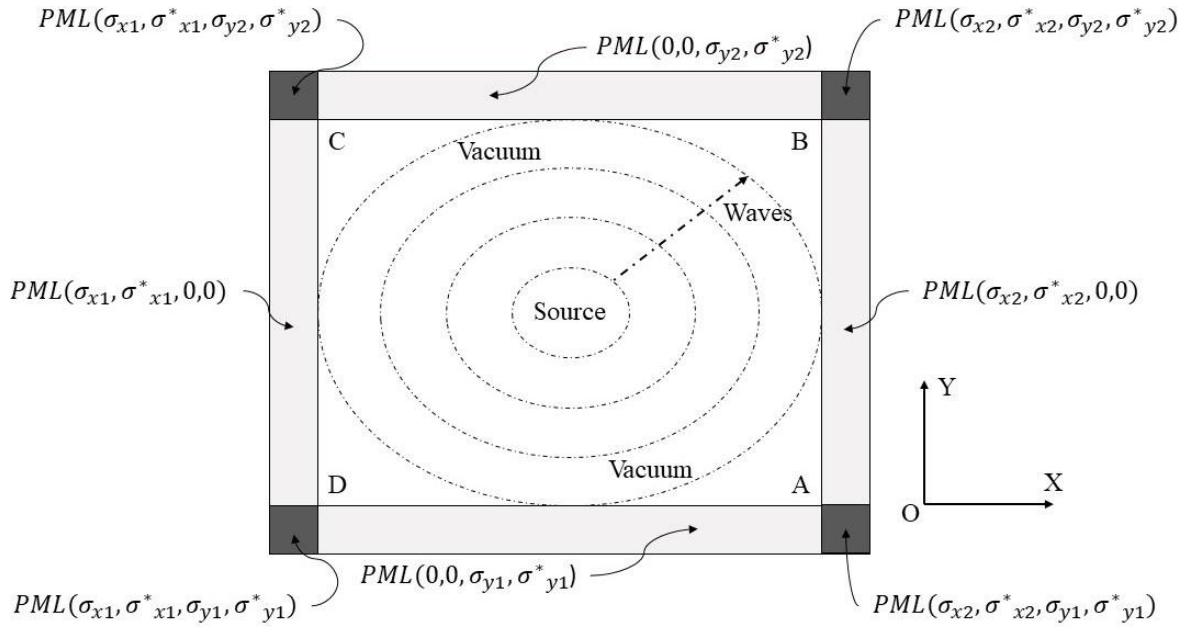 PML(σx1, σ*x1, σy2, σ*y2)
PML(σx2, σ*x2, σy2, σ*y2)
PML(0,0, σy2, σ*y2)
C
B
Vacuum
Waves
PML(σx1, σ*x1, 0,0)
Source
PML(σx2, σ*x2, 0,0)
Y
Vacuum
D
A
X
O
PML(0,0, σy1, σ*y1)
PML(σx1, σ*x1, σy1, σ*y1)
PML(σx2, σ*x2, σy1, σ*y1)